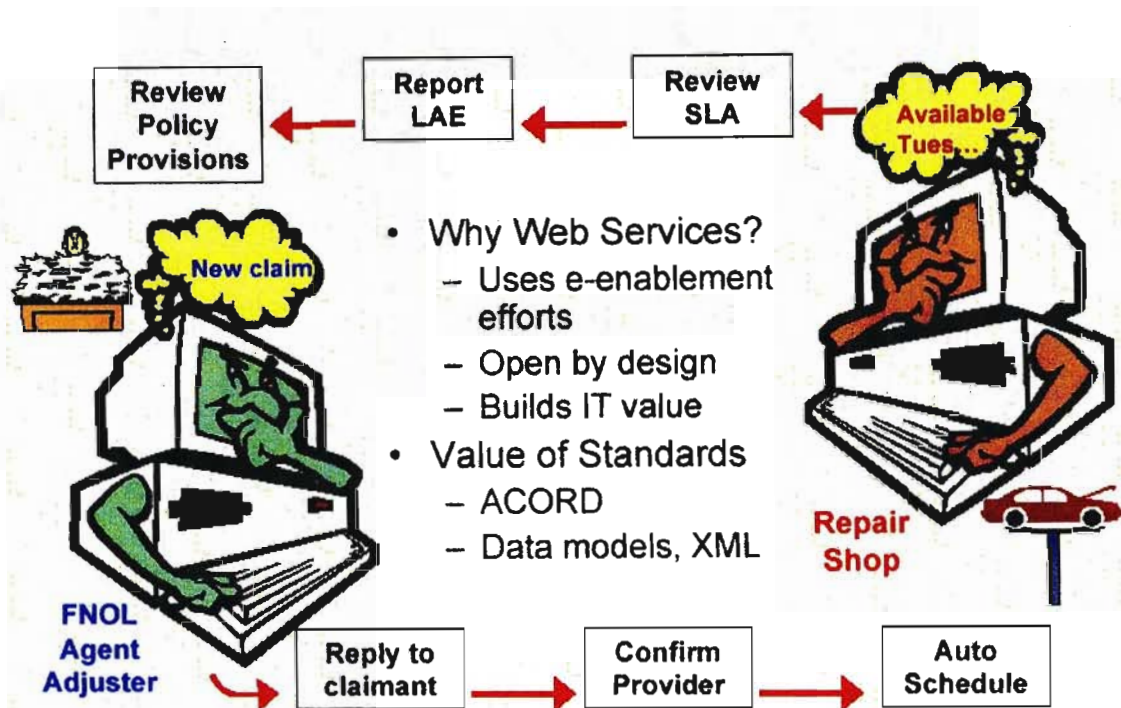 Review
Policy
Provisions
Report
LAE
Review
SLA
Available
Tues...
New claim
• Why Web Services?
– Uses e-enablement
efforts
– Open by design
– Builds IT value
• Value of Standards
– ACORD
– Data models, XML
Repair
Shop
FNOL
Agent
Adjuster
Reply to
claimant
Confirm
Provider
Auto
Schedule